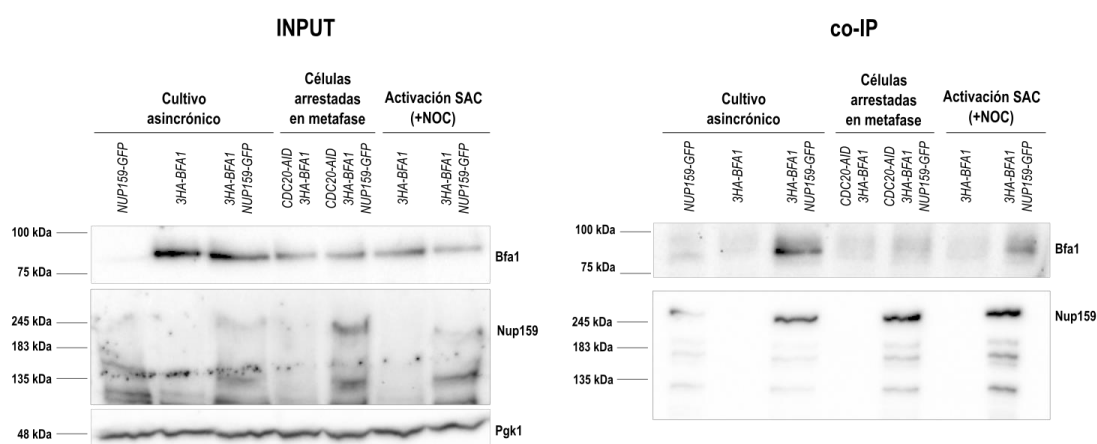 INPUT
Cultivo
asincrónico
Células
arrestadas
en metafase
Activación SAC
(+NOC)
NUP159-GFP
3HA-BFA1
3HA-BFA1
NUP159-GFP
CDC20-AID
3HA-BFA1
CDC20-AID
3HA-BFA1
NUP159-GFP
3HA-BFA1
3HA-BFA1
NUP159-GFP
100 kDa
75 kDa
Bfa1
245 kDa
183 kDa
135 kDa
Nup159
48 kDa
Pgk1
co-IP
Cultivo
asincrónico
Células
arrestadas
en metafase
Activación SAC
(+NOC)
NUP159-GFP
3HA-BFA1
3HA-BFA1
NUP159-GFP
CDC20-AID
3HA-BFA1
CDC20-AID
3HA-BFA1
NUP159-GFP
3HA-BFA1
3HA-BFA1
NUP159-GFP
100 kDa
75 kDa
Bfa1
245 kDa
183 kDa
135 kDa
Nup159